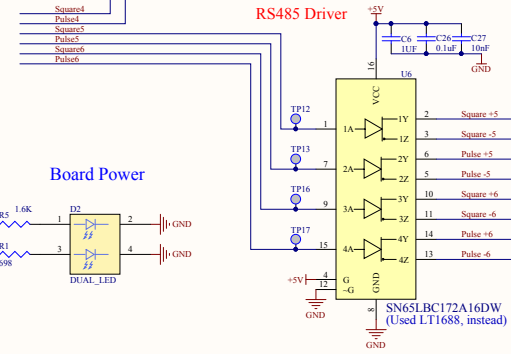 RS485 Driver
+5V
Square4
Pulse4
Square5
Pulse5
Square6
Pulse6
C6
1UF
C26
0.1uF
C27
10nF
GND
16
U6
VCC
TP12
1
1A
1Y
2
Square +5
1Z
3
Square -5
TP13
7
2A
2Y
6
Pulse +5
2Z
5
Pulse -5
TP16
9
3A
3Y
10
Square +6
3Z
11
Square -6
TP17
15
4A
4Y
14
Pulse +6
4Z
13
Pulse -6
+5V
4
G
12
~G
GND
GND
8
GND
SN65LBC172A16DW
(Used LT1688, instead)
Board Power
R5
1.6K
D2
1
2
GND
R1
698
3
4
GND
DUAL_LED